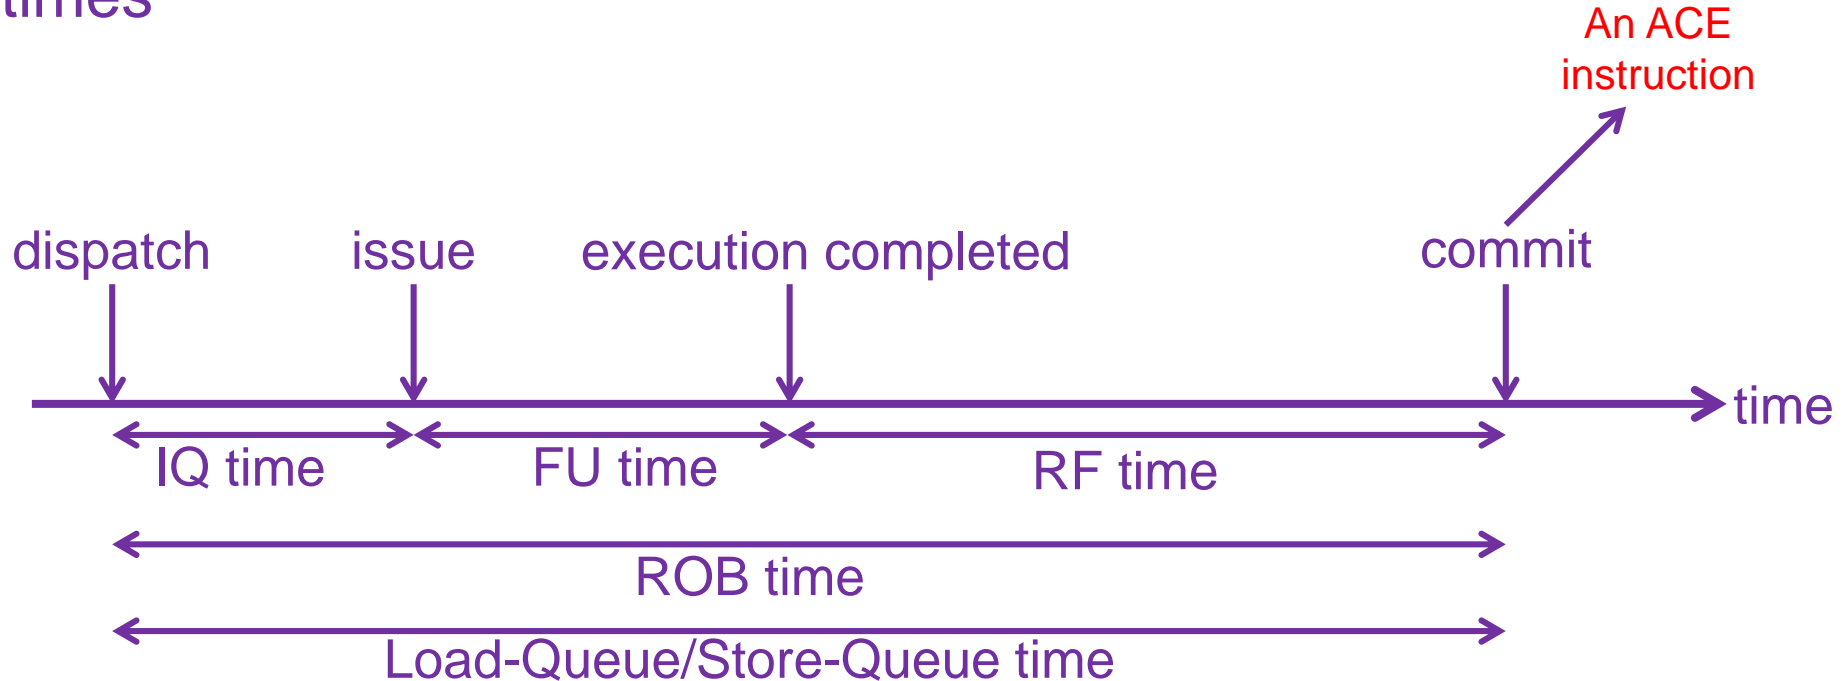 times
An ACE
instruction
dispatch issue execution completed commit
time
IQ time FU time RF time
ROB time
Load-Queue/Store-Queue time